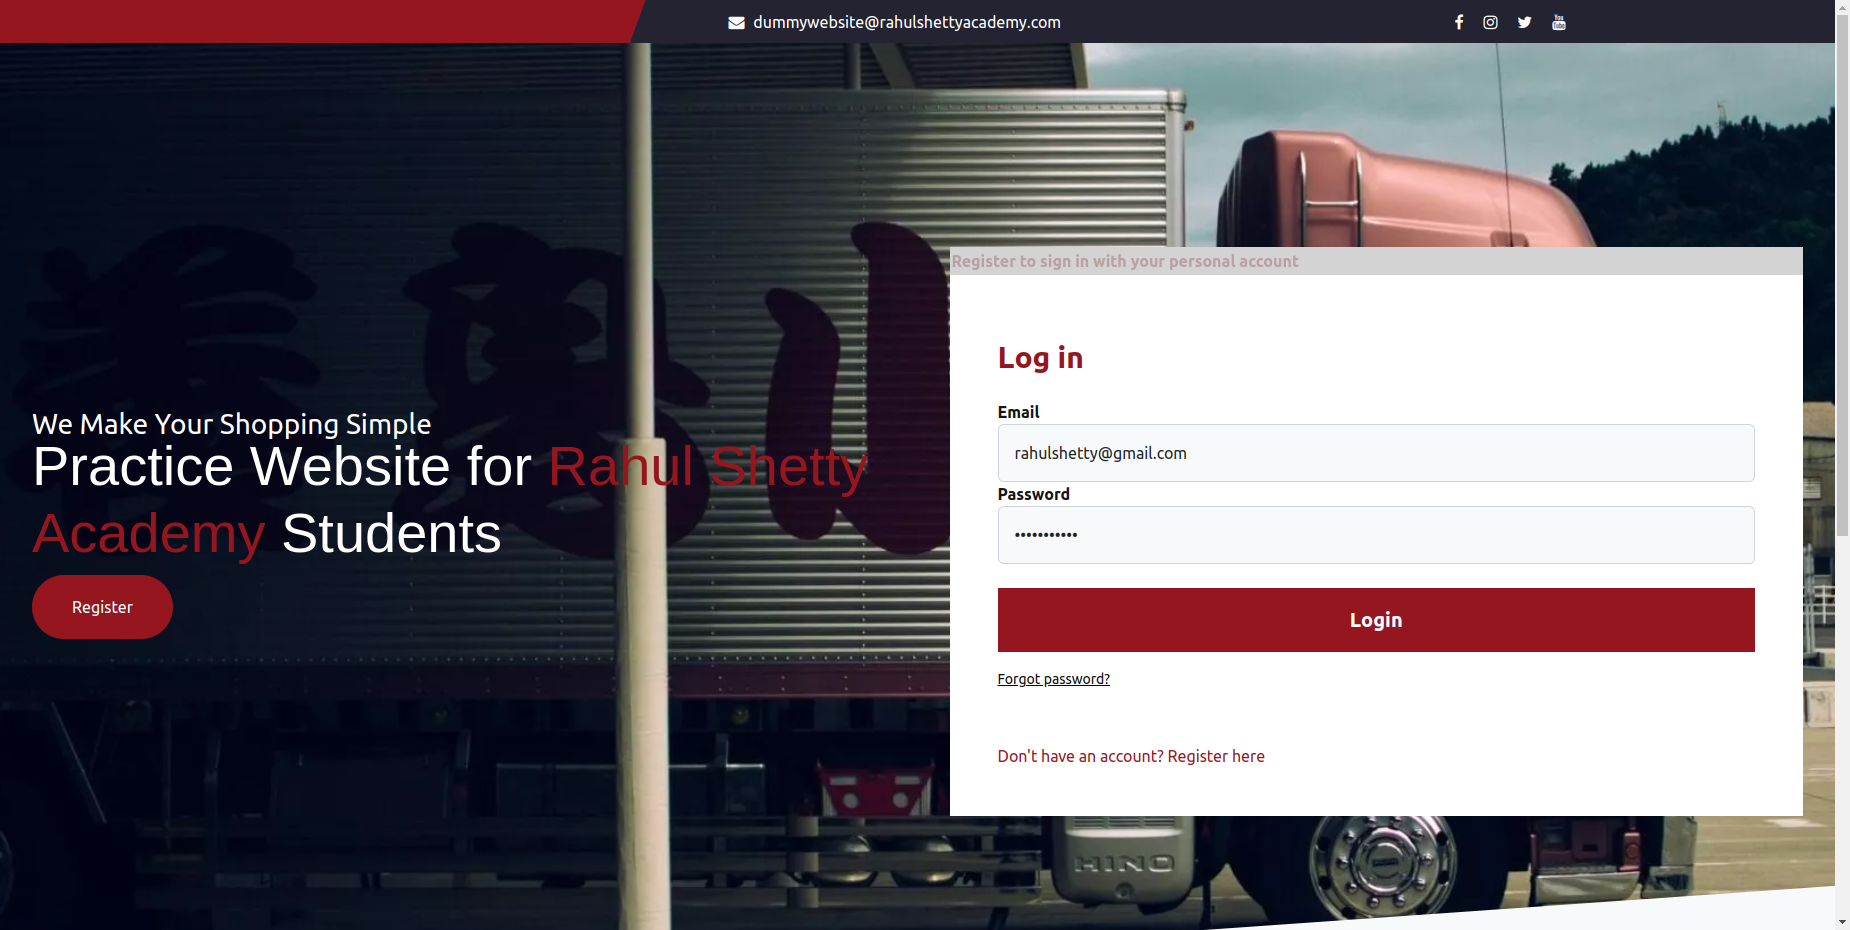 dummywebsite@rahulshettyacademy.com
Register to sign in with your personal account
We Make Your Shopping Simple
Practice Website for Rahul Shetty
Academy Students
Register
Log in
Email
rahulshetty@gmail.com
Password
•••••••••••
Login
Forgot password?
Don't have an account? Register here
HINO